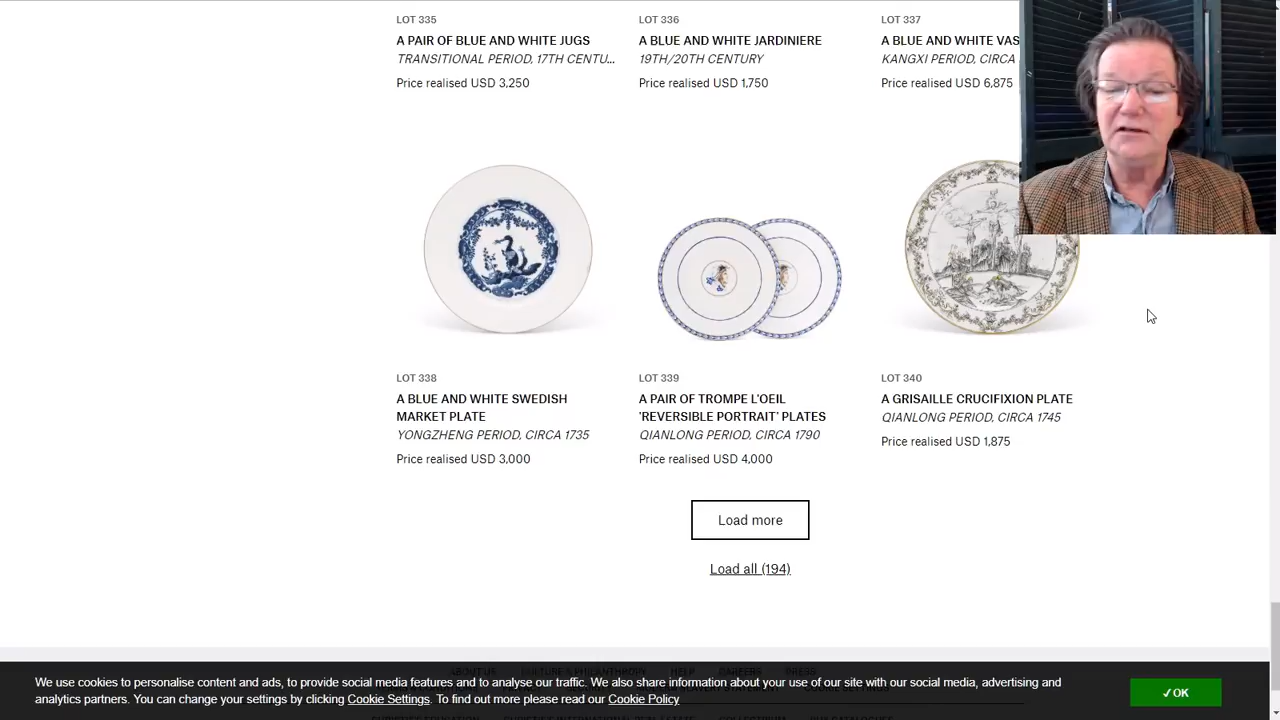 LOT 335
A PAIR OF BLUE AND WHITE JUGS
TRANSITIONAL PERIOD, 17TH CENTU...
Price realised USD 3,250
LOT 336
A BLUE AND WHITE JARDINIERE
19TH/20TH CENTURY
Price realised USD 1,750
LOT 337
A BLUE AND WHITE VAS
KANGXI PERIOD, CIRCA
Price realised USD 6,875
LOT 338
A BLUE AND WHITE SWEDISH
MARKET PLATE
YONGZHENG PERIOD, CIRCA 1735
Price realised USD 3,000
LOT 339
A PAIR OF TROMPE L'OEIL
'REVERSIBLE PORTRAIT' PLATES
QIANLONG PERIOD, CIRCA 1790
Price realised USD 4,000
LOT 340
A GRISAILLE CRUCIFIXION PLATE
QIANLONG PERIOD, CIRCA 1745
Price realised USD 1,875
Load more
Load all (194)
ABOUT US CULTURE & PHILANTHROPY HELP CAREERS PRESS
We use cookies to personalise content and ads, to provide social media features and to analyse our traffic. We also share information about your use of our site with our social media, advertising and
analytics partners. You can change your settings by clicking Cookie Settings. To find out more please read our Cookie Policy
✓OK